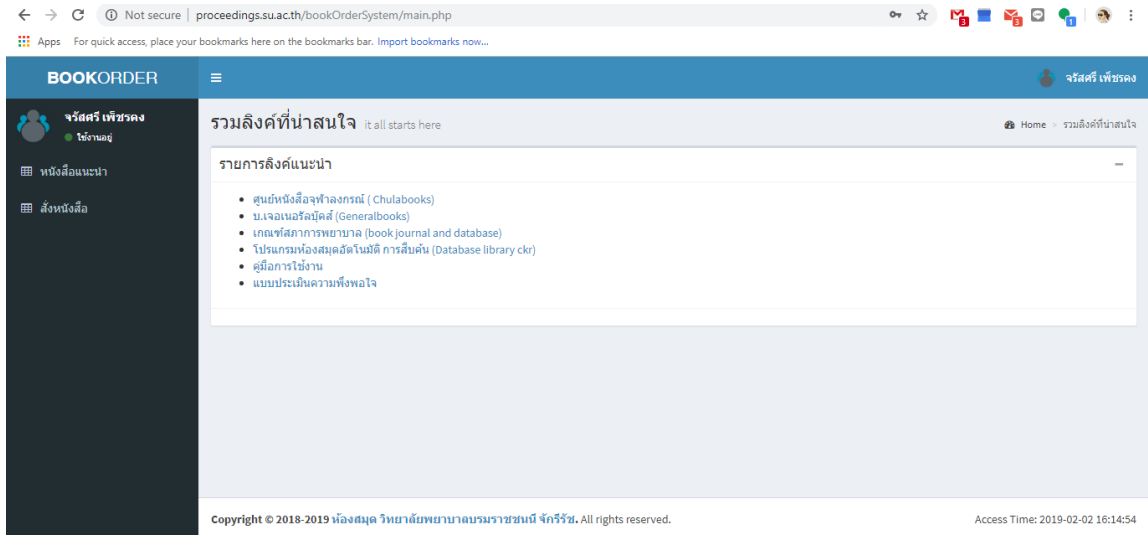 Not secure | proceedings.su.ac.th/bookOrderSystem/main.php
3 3 1
Apps For quick access, place your bookmarks here on the bookmarks bar. Import bookmarks now...
BOOKORDER จรัสศรี เพ็ชรคง
จรัสศรี เพ็ชรคง
ใช้งานอยู่
หนังสือแนะนำ
สั่งหนังสือ
รวมลิงค์ที่น่าสนใจ it all starts here
Home > รวมลิงค์ที่น่าสนใจ
รายการลิงค์แนะนำ
ศูนย์หนังสือจุฬาลงกรณ์ ( Chulabooks)
บ.เจอเนอรัลบุ๊คส์ (Generalbooks)
เกณฑ์สภาการพยาบาล (book journal and database)
โปรแกรมห้องสมุดอัตโนมัติ การสืบค้น (Database library ckr)
คู่มือการใช้งาน
แบบประเมินความพึงพอใจ
Copyright © 2018-2019 ห้องสมุด วิทยาลัยพยาบาลบรมราชชนนี จักรีรัช. All rights reserved.
Access Time: 2019-02-02 16:14:54